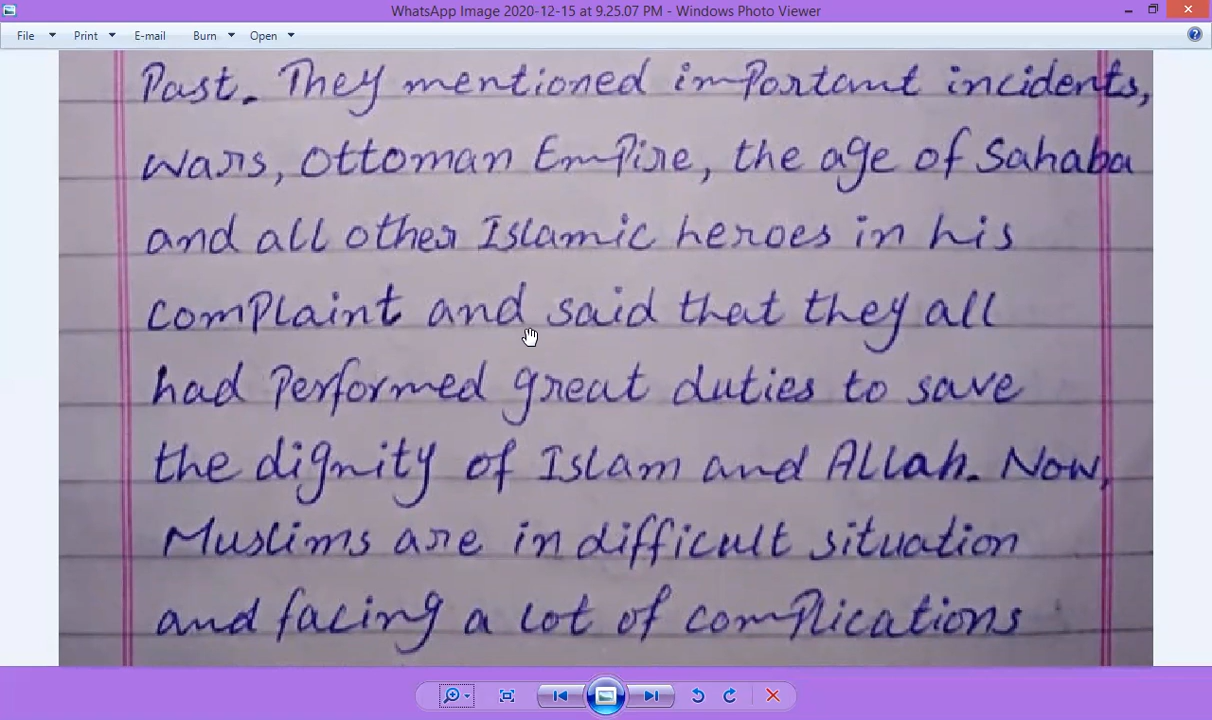 WhatsApp Image 2020-12-15 at 9.25.07 PM - Windows Photo Viewer
File Print E-mail Burn Open
Past. They mentioned important incidents,
wars, Ottoman Empire, the age of Sahaba
and all other Islamic heroes in his
complaint and said that they all
had performed great duties to save
the dignity of Islam and Allah. Now,
Muslims are in difficult situation
and facing a lot of complications